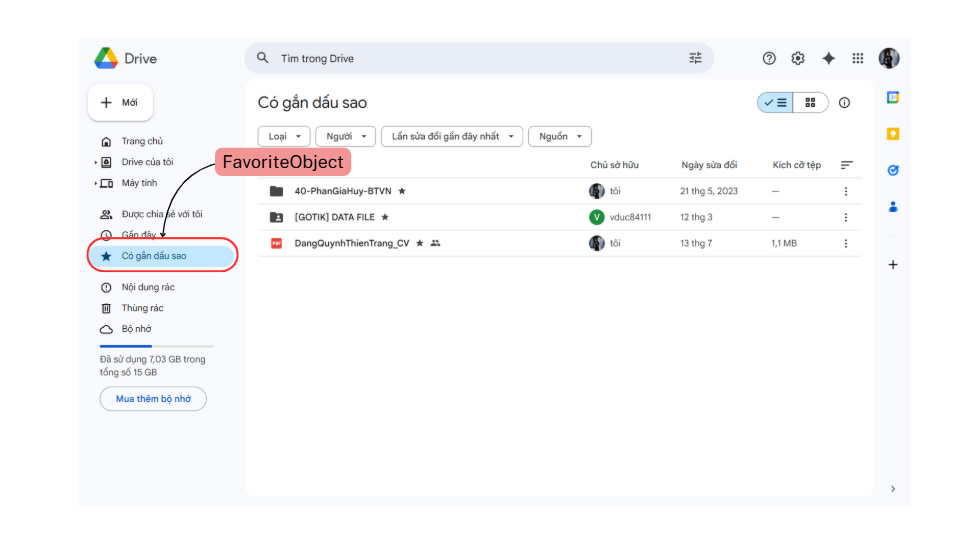 Drive
Tìm trong Drive
Mới
Trang chủ
Drive của tôi
Máy tính
Được chia sẻ với tôi
Gần đây
Có gắn dấu sao
Nội dung rác
Thùng rác
Bộ nhớ
Đã sử dụng 7,03 GB trong
tổng số 15 GB
Mua thêm bộ nhớ
FavoriteObject
Có gắn dấu sao
Loại Người Lần sửa đổi gần đây nhất Nguồn
Chủ sở hữu Ngày sửa đổi Kích cỡ tệp
40-PhanGiaHuy-BTVN tôi 21 thg 5, 2023 —
[GOTIK] DATA FILE V vduc84111 12 thg 3 —
PDF DangQuynhThienTrang_CV tôi 13 thg 7 1,1 MB